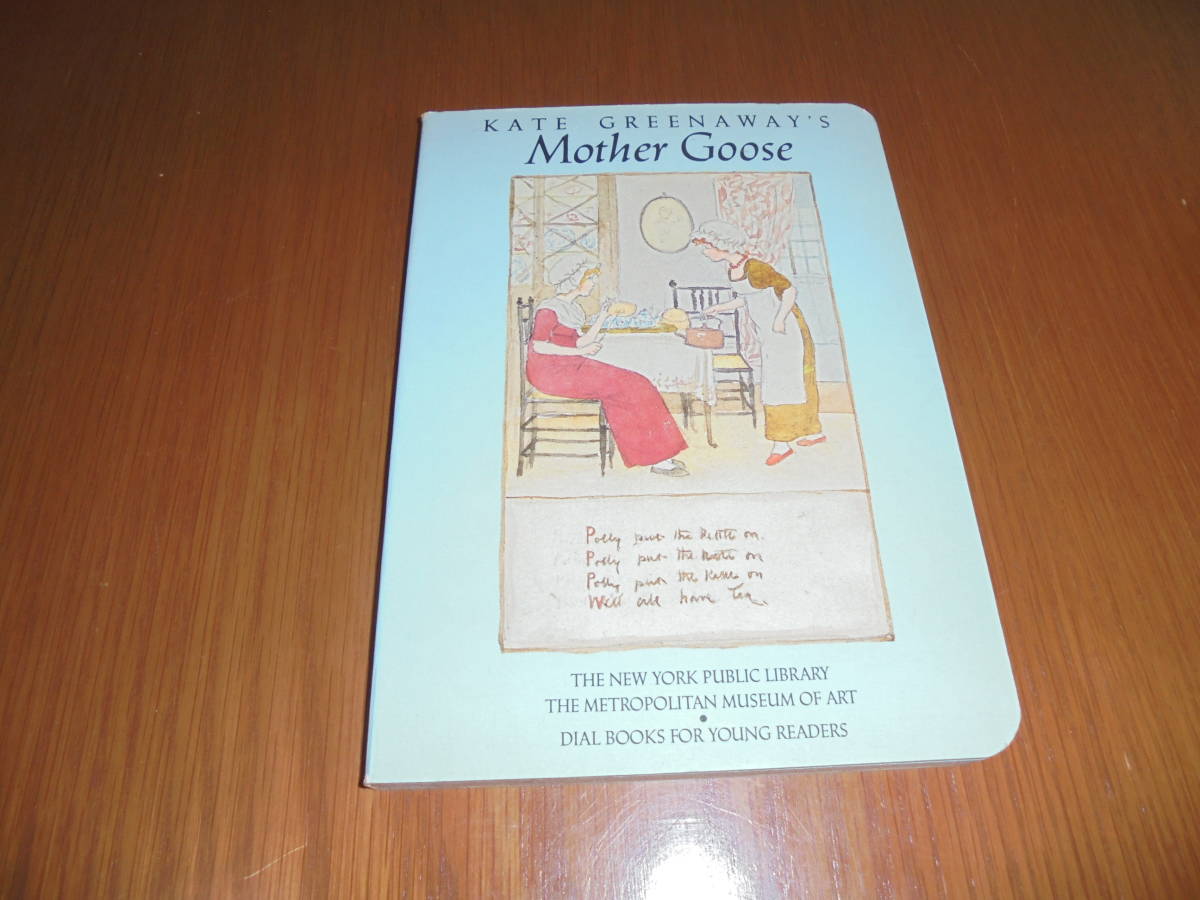 KATE GREENAWAY'S
Mother Goose
Polly put the kettle on.
Polly put the kettle on
Polly put the kettle on
We'll all have Tea.
THE NEW YORK PUBLIC LIBRARY
THE METROPOLITAN MUSEUM OF ART
•
DIAL BOOKS FOR YOUNG READERS